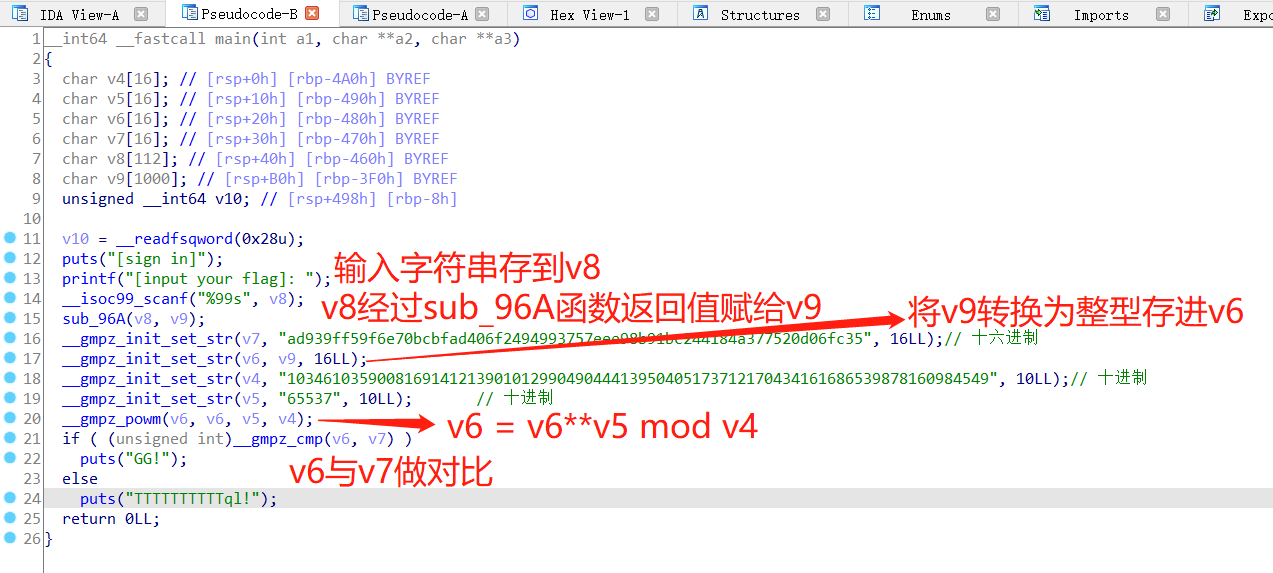 IDA View-A Pseudocode-B Pseudocode-A Hex View-1 Structures Enums Imports Expo
1 __int64 __fastcall main(int a1, char **a2, char **a3)
2 {
3 char v4[16]; // [rsp+0h] [rbp-4A0h] BYREF
4 char v5[16]; // [rsp+10h] [rbp-490h] BYREF
5 char v6[16]; // [rsp+20h] [rbp-480h] BYREF
6 char v7[16]; // [rsp+30h] [rbp-470h] BYREF
7 char v8[112]; // [rsp+40h] [rbp-460h] BYREF
8 char v9[1000]; // [rsp+B0h] [rbp-3F0h] BYREF
9 unsigned __int64 v10; // [rsp+498h] [rbp-8h]
10
11 v10 = __readfsqword(0x28u);
12 puts("[sign in]");
13 printf("[input your flag]: ");
输入字符串存到v8
14 __isoc99_scanf("%99s", v8);
v8经过sub_96A函数返回值赋给v9
将v9转换为整型存进v6
15 sub_96A(v8, v9);
16 __gmpz_init_set_str(v7, "ad939ff59f6e70bcbfad406f2494993757eee98b91bc244184a377520d06fc35", 16LL);// 十六进制
17 __gmpz_init_set_str(v6, v9, 16LL);
18 __gmpz_init_set_str(v4, "103461035900816914121390101299049044413950405173712170434161686539878160984549", 10LL);// 十进制
19 __gmpz_init_set_str(v5, "65537", 10LL); // 十进制
20 __gmpz_powm(v6, v6, v5, v4);
v6 = v6**v5 mod v4
21 if ( (unsigned int)__gmpz_cmp(v6, v7) )
22 puts("GG!");
v6与v7做对比
23 else
24 puts("TTTTTTTTTTql!");
25 return 0LL;
26 }